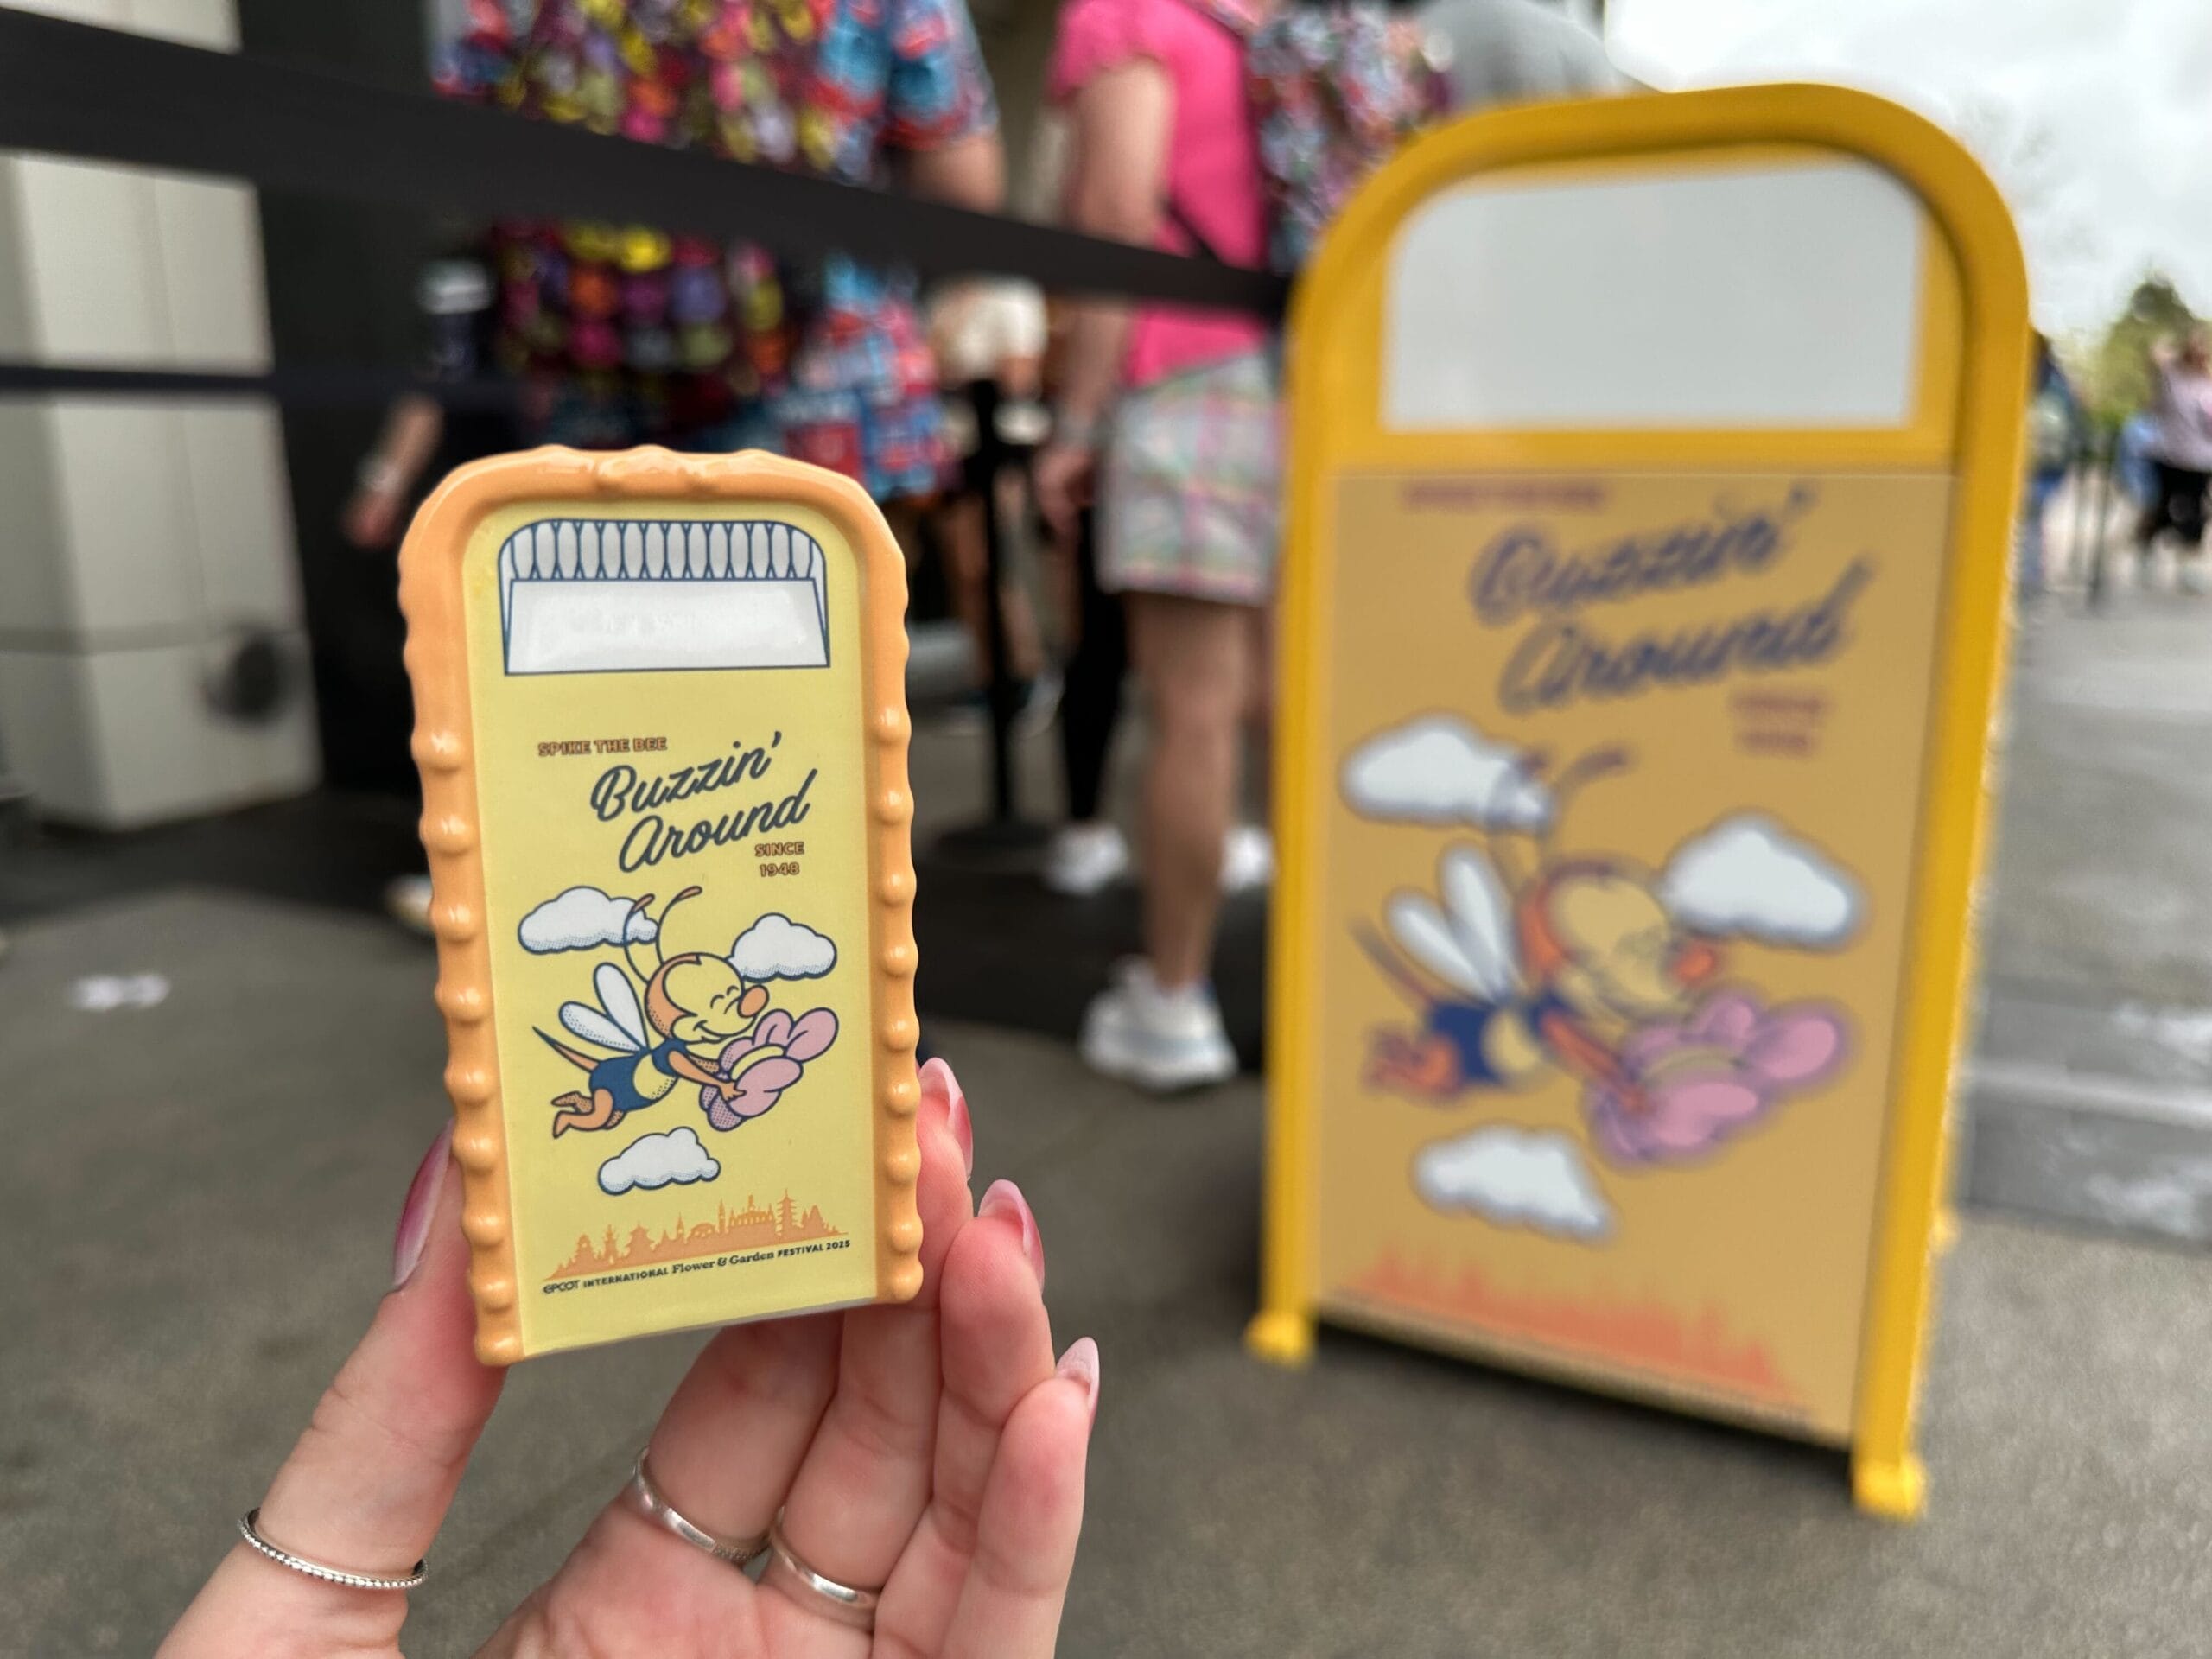 SPIKE THE BEE
Buzzin'
Around
SINCE
1948
EPCOT INTERNATIONAL Flower & Garden FESTIVAL 2025
Buzzin'
Around